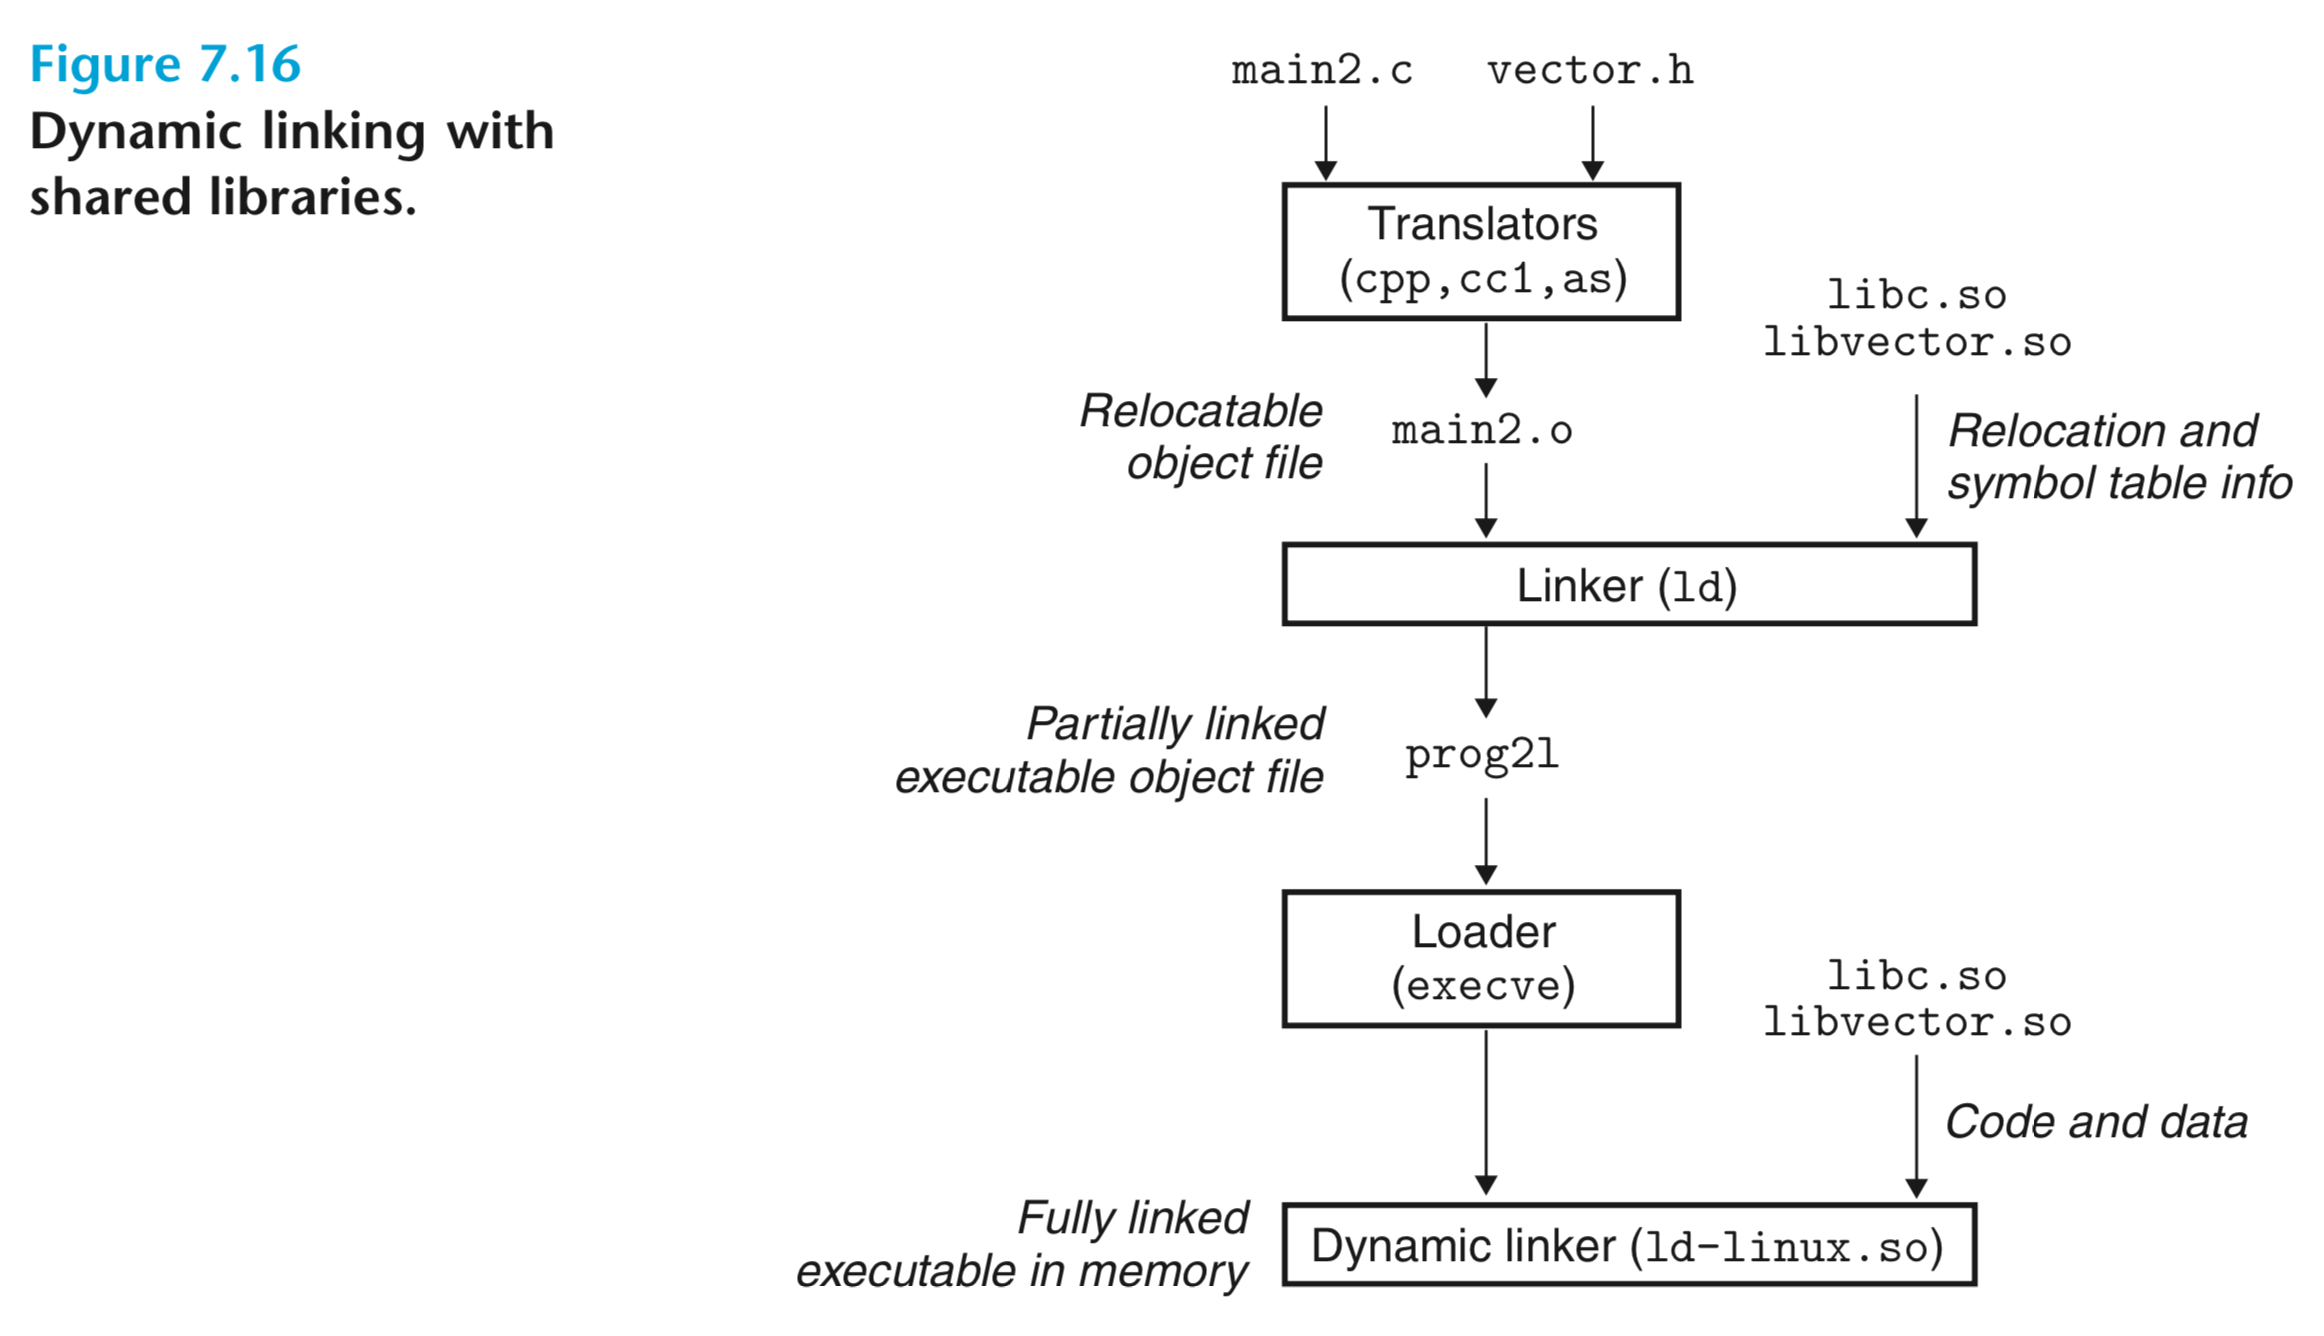 Figure 7.16
Dynamic linking with
shared libraries.
main2.c
vector.h
Translators
(cpp,cc1,as)
libc.so
libvector.so
Relocatable
object file
main2.o
Relocation and
symbol table info
Linker (ld)
Partially linked
executable object file
prog2l
Loader
(execve)
libc.so
libvector.so
Code and data
Fully linked
executable in memory
Dynamic linker (ld-linux.so)